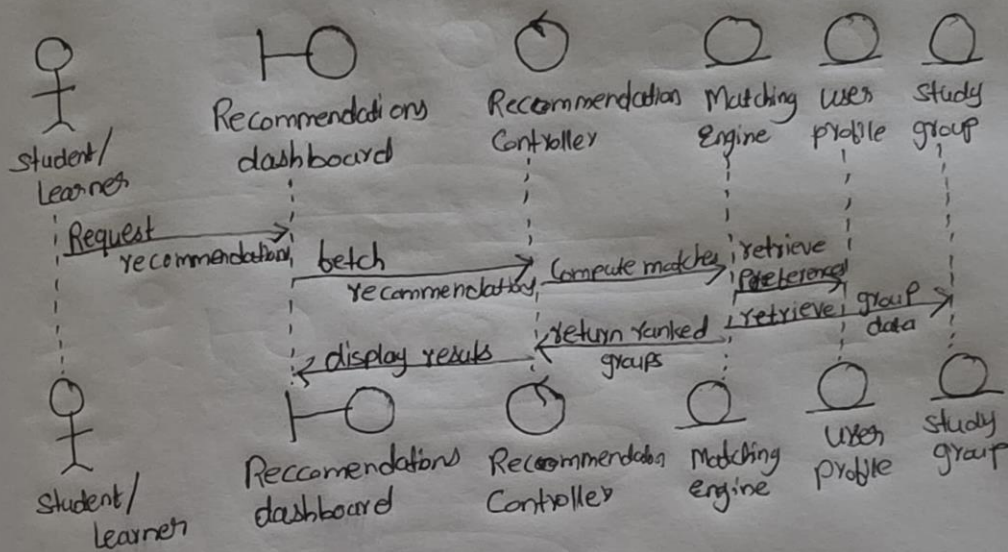 Student/
Learner
Recommendations
dashboard
Recommendation
Controller
Matching
Engine
User
profile
Study
group
Request
recommendation
fetch
recommendation
Compute matches
retrieve
preference
retrieve group
data
return ranked
groups
display results
Student/
Learner
Reccomendations
dashboard
Recommendation
Controller
Matching
engine
User
profile
Study
group